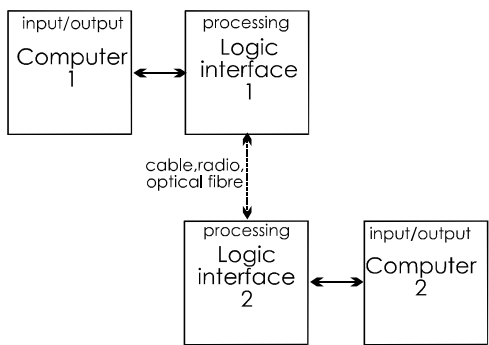 input/output
Computer
1
processing
Logic
interface
1
cable,radio,
optical fibre
processing
Logic
interface
2
input/output
Computer
2